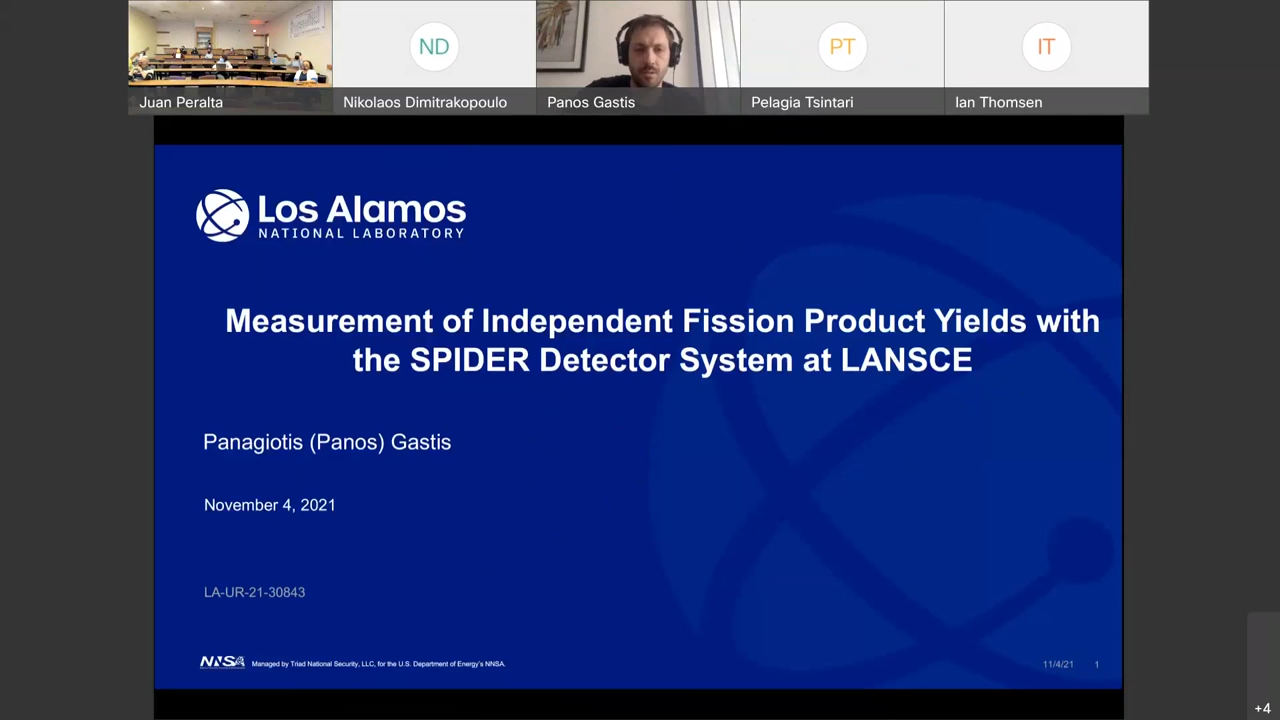 ND
PT
IT
Juan Peralta
Nikolaos Dimitrakopoulo
Panos Gastis
Pelagia Tsintari
Ian Thomsen
Los Alamos
NATIONAL LABORATORY
Measurement of Independent Fission Product Yields with
the SPIDER Detector System at LANSCE
Panagiotis (Panos) Gastis
November 4, 2021
LA-UR-21-30843
NNSA
Managed by Triad National Security, LLC, for the U.S. Department of Energy's NNSA.
11/4/21
1
+4